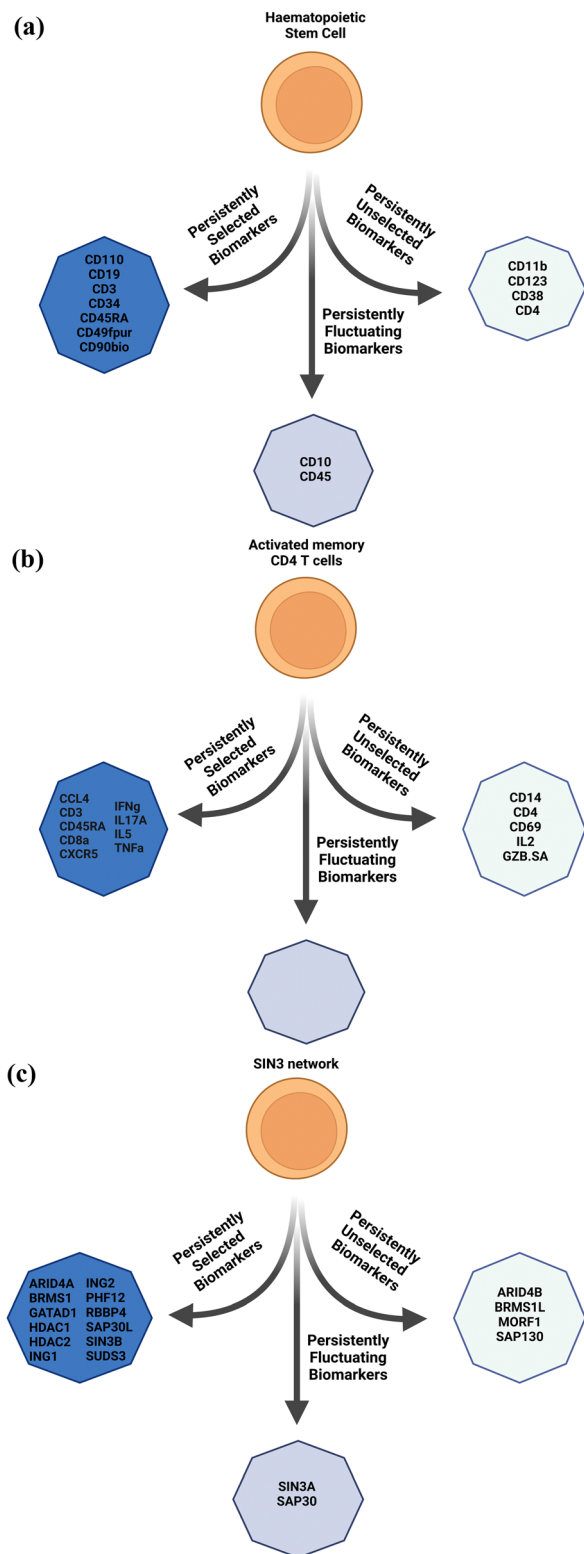 (a)
Haematopoietic
Stem Cell
Persistently
Selected
Biomarkers
Persistently
Unselected
Biomarkers
CD110
CD19
CD3
CD34
CD45RA
CD49fpur
CD90bio
CD11b
CD123
CD38
CD4
Persistently
Fluctuating
Biomarkers
CD10
CD45
(b)
Activated memory
CD4 T cells
Persistently
Selected
Biomarkers
Persistently
Unselected
Biomarkers
CCL4
CD3
CD45RA
CD8a
CXCR5
IFNg
IL17A
IL5
TNFa
CD14
CD4
CD69
IL2
GZB.SA
Persistently
Fluctuating
Biomarkers
(c)
SIN3 network
Persistently
Selected
Biomarkers
Persistently
Unselected
Biomarkers
ARID4A
BRMS1
GATAD1
HDAC1
HDAC2
ING1
ING2
PHF12
RBBP4
SAP30L
SIN3B
SUDS3
ARID4B
BRMS1L
MORF1
SAP130
Persistently
Fluctuating
Biomarkers
SIN3A
SAP30